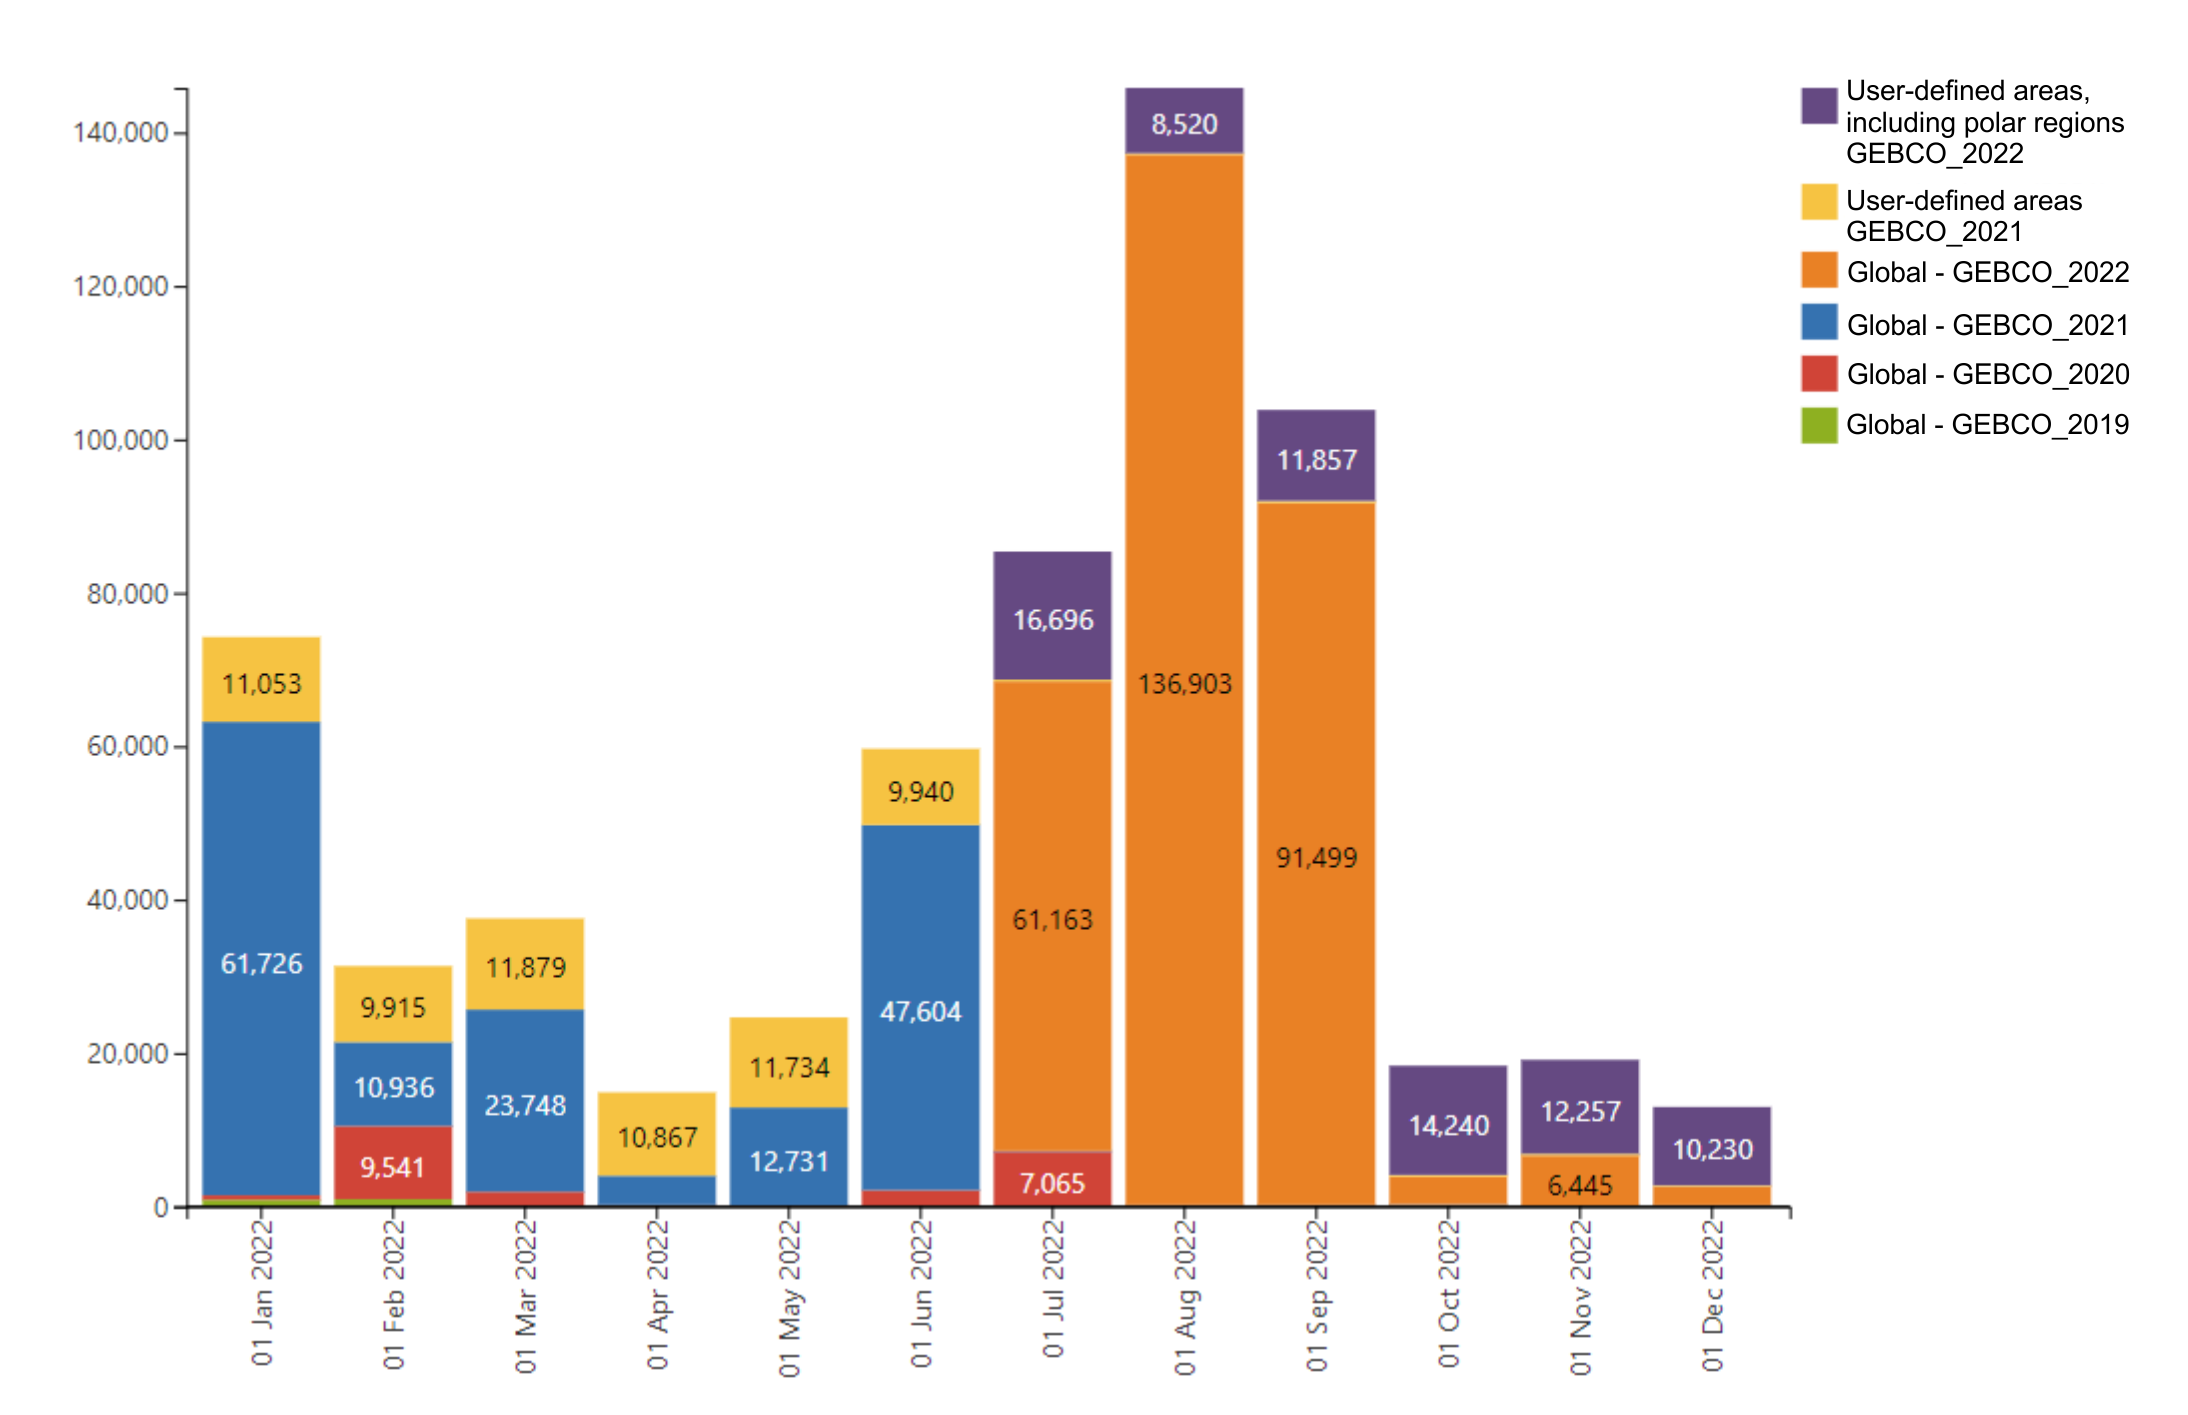 140,000
120,000
100,000
80,000
60,000
40,000
20,000
0
11,053
61,726
9,915
10,936
9,541
11,879
23,748
10,867
11,734
12,731
9,940
47,604
16,696
61,163
7,065
8,520
136,903
11,857
91,499
14,240
12,257
6,445
10,230
01 Jan 2022
01 Feb 2022
01 Mar 2022
01 Apr 2022
01 May 2022
01 Jun 2022
01 Jul 2022
01 Aug 2022
01 Sep 2022
01 Oct 2022
01 Nov 2022
01 Dec 2022
User-defined areas,
including polar regions
GEBCO_2022
User-defined areas
GEBCO_2021
Global - GEBCO_2022
Global - GEBCO_2021
Global - GEBCO_2020
Global - GEBCO_2019